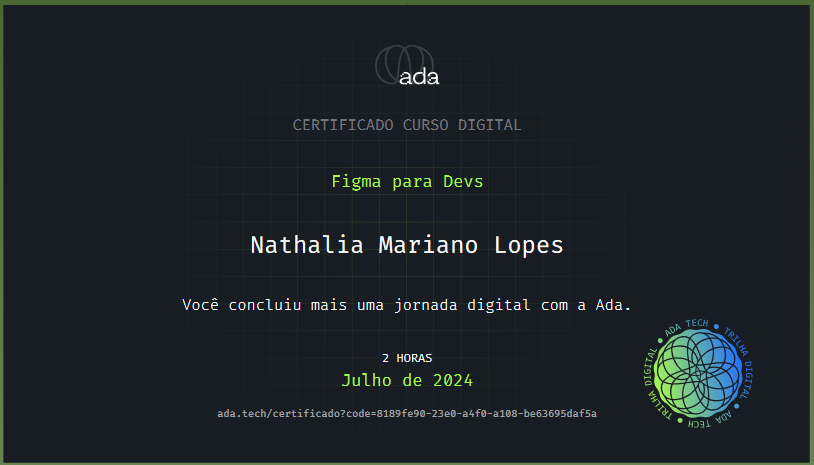 ada
CERTIFICADO CURSO DIGITAL
Figma para Devs
Nathalia Mariano Lopes
Você concluiu mais uma jornada digital com a Ada.
2 HORAS
Julho de 2024
ada.tech/certificado?code=8189fe90-23e0-a4f0-a108-be63695daf5a
ADA TECH • TRILHA DIGITAL • ADA TECH • TRILHA DIGITAL •